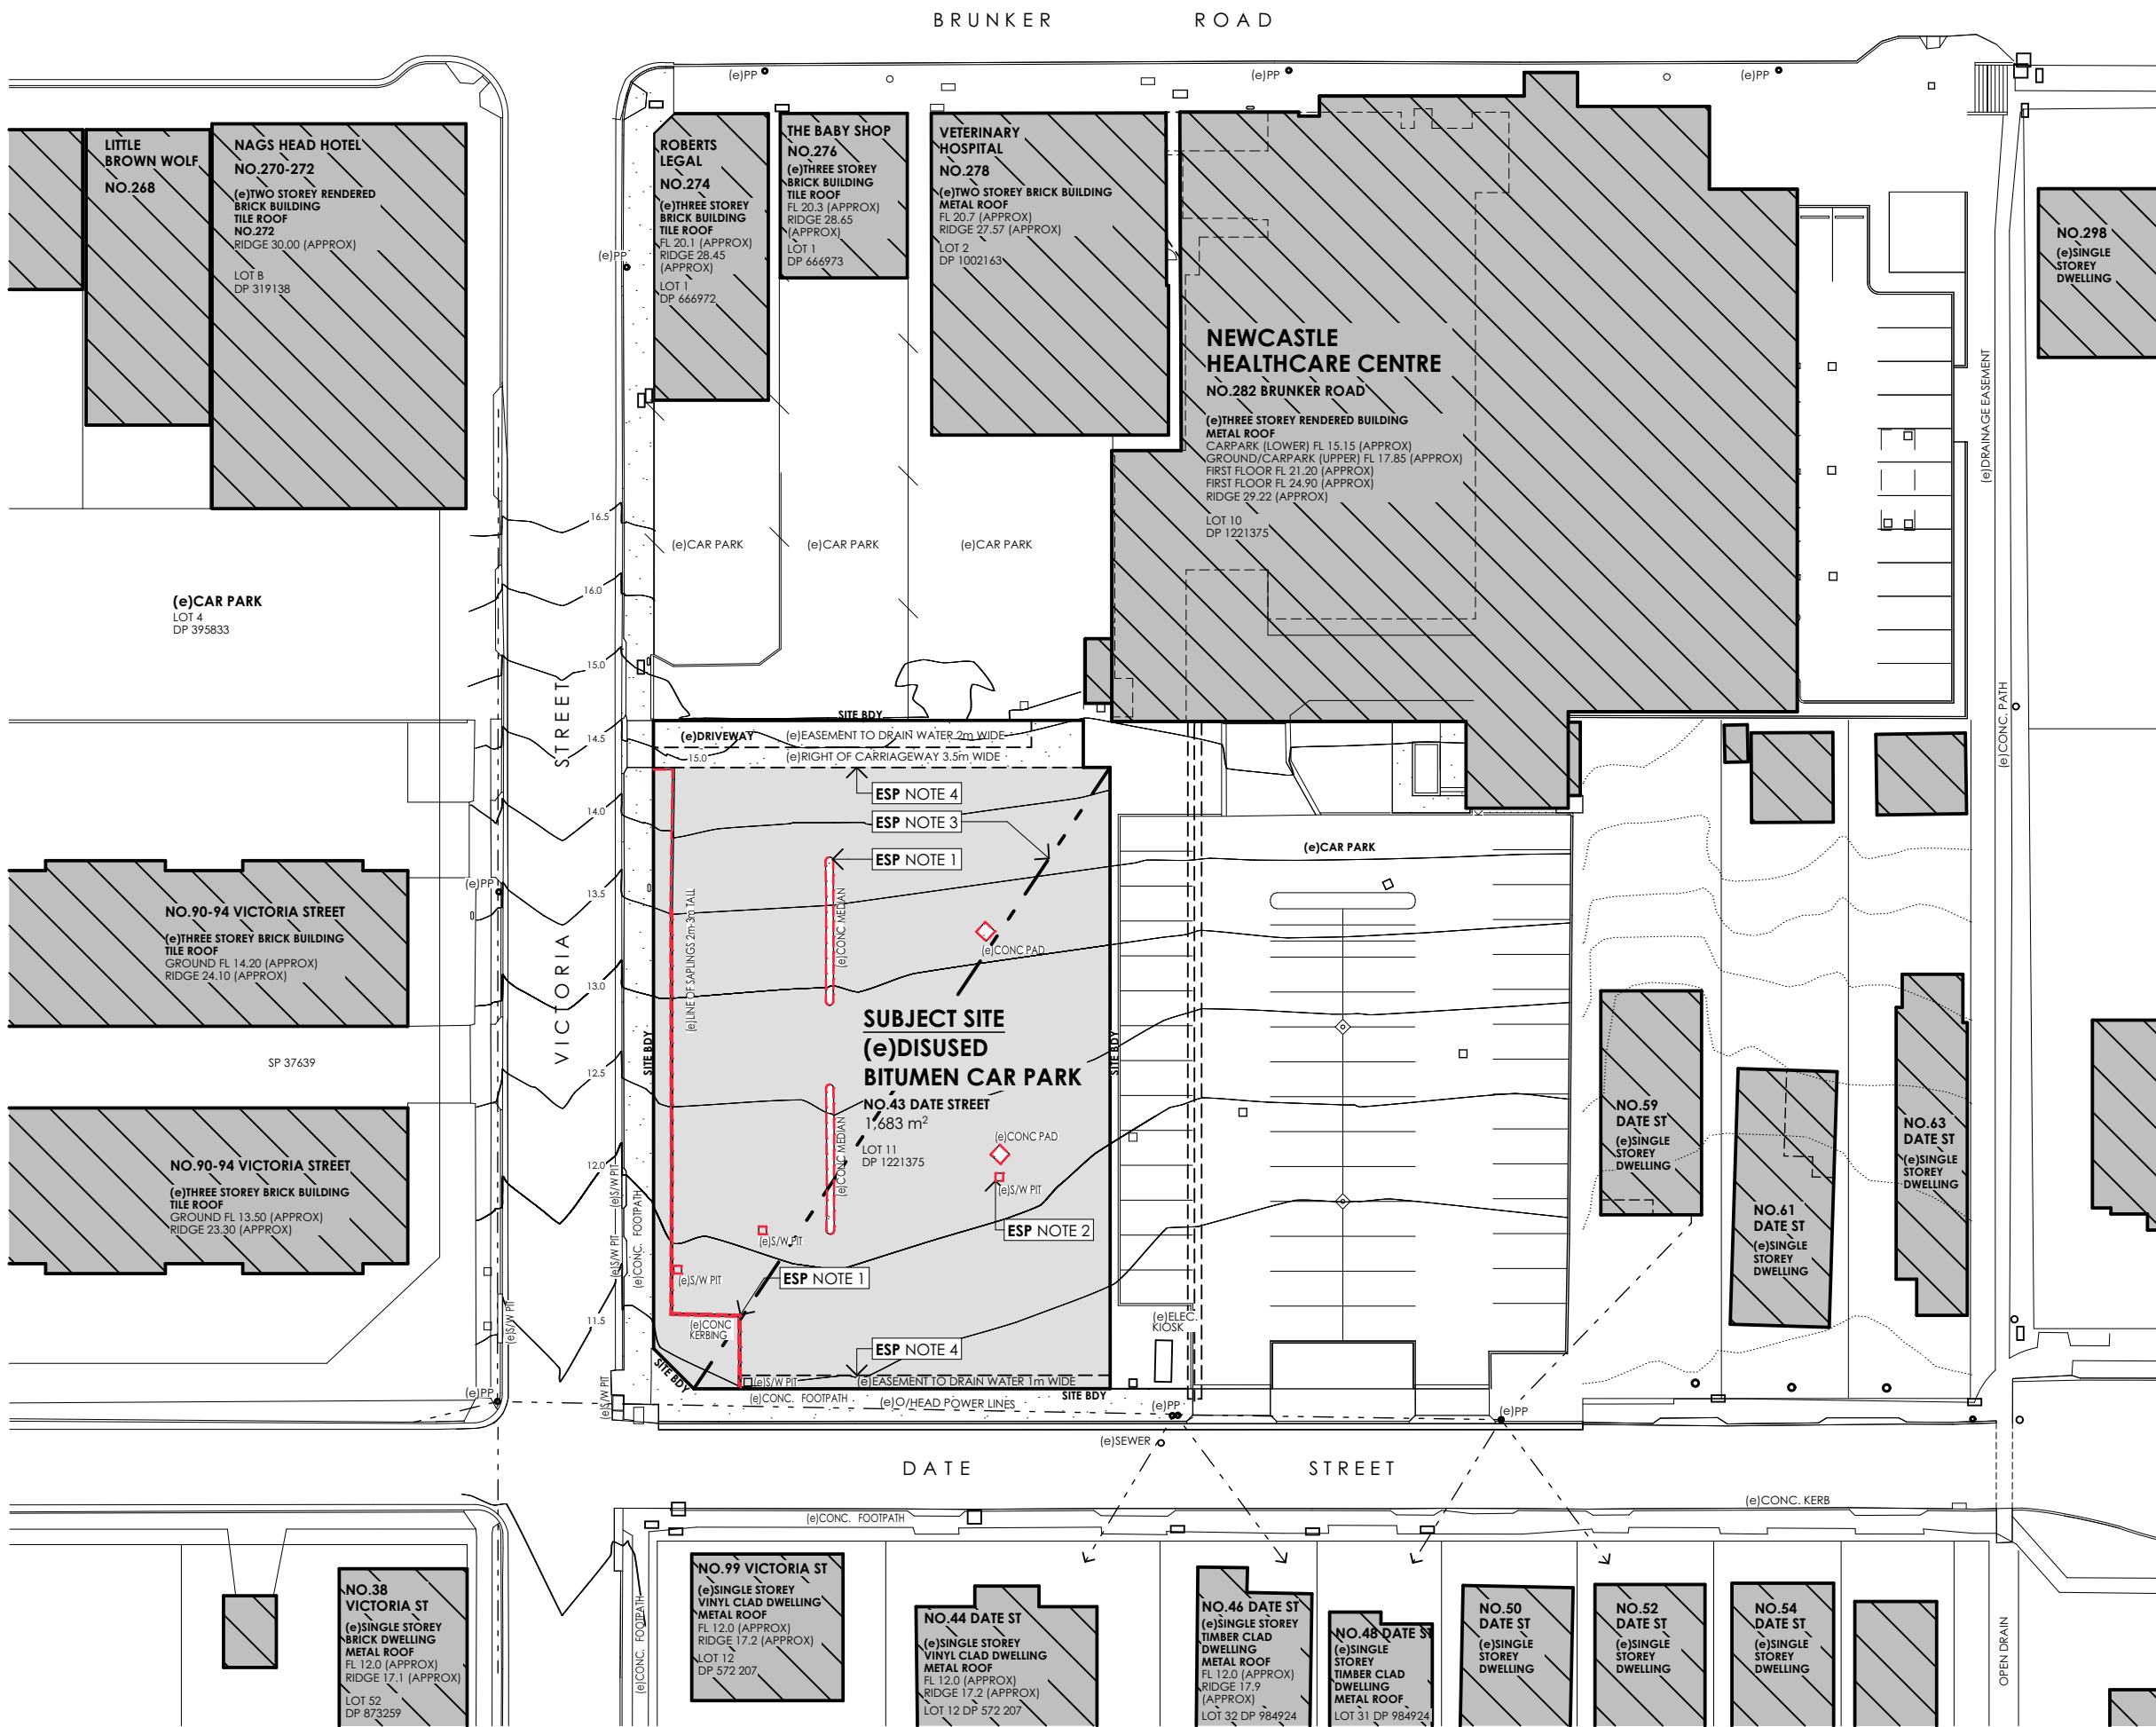 BRUNKER ROAD
(e)PP
(e)PP
(e)PP
LITTLE
BROWN WOLF
NO.268
NAGS HEAD HOTEL
NO.270-272
(e)TWO STOREY RENDERED
BRICK BUILDING
TILE ROOF
NO.272
RIDGE 30.00 (APPROX)
LOT B
DP 319138
ROBERTS
LEGAL
NO.274
(e)THREE STOREY
BRICK BUILDING
TILE ROOF
FL 20.1 (APPROX)
RIDGE 28.45
(APPROX)
LOT 1
DP 666972
THE BABY SHOP
NO.276
(e)THREE STOREY
BRICK BUILDING
TILE ROOF
FL 20.3 (APPROX)
RIDGE 28.65
(APPROX)
LOT 1
DP 666973
VETERINARY
HOSPITAL
NO.278
(e)TWO STOREY BRICK BUILDING
METAL ROOF
FL 20.7 (APPROX)
RIDGE 27.57 (APPROX)
LOT 2
DP 1002163
(e)PP
NEWCASTLE
HEALTHCARE CENTRE
NO.282 BRUNKER ROAD
(e)THREE STOREY RENDERED BUILDING
METAL ROOF
CARPARK (LOWER) FL 15.15 (APPROX)
GROUND/CARPARK (UPPER) FL 17.85 (APPROX)
FIRST FLOOR FL 21.20 (APPROX)
FIRST FLOOR FL 24.90 (APPROX)
RIDGE 29.22 (APPROX)
LOT 10
DP 1221375
NO.298
(e)SINGLE
STOREY
DWELLING
(e)DRAINAGE EASEMENT
(e)CONC. PATH
(e)CAR PARK
LOT 4
DP 395833
(e)CAR PARK
(e)CAR PARK
(e)CAR PARK
16.5
16.0
15.0
14.5
14.0
13.5
13.0
12.5
12.0
11.5
VICTORIA STREET
SITE BDY
(e)DRIVEWAY
(e)EASEMENT TO DRAIN WATER 2m WIDE
15.0
(e)RIGHT OF CARRIAGEWAY 3.5m WIDE
ESP NOTE 4
ESP NOTE 3
ESP NOTE 1
(e)LINE OF SAPLINGS 2m-3m TALL
(e)CONC MEDIAN
(e)CONC PAD
SITE BDY
SITE BDY
SUBJECT SITE
(e)DISUSED
BITUMEN CAR PARK
NO.43 DATE STREET
1,683 m²
LOT 11
DP 1221375
(e)CONC MEDIAN
(e)CONC PAD
(e)S/W PIT
ESP NOTE 2
(e)S/W PIT
(e)S/W PIT
ESP NOTE 1
(e)CONC
KERBING
ESP NOTE 4
SITE BDY
(e)S/W PIT
(e)EASEMENT TO DRAIN WATER 1m WIDE
(e)CONC. FOOTPATH
SITE BDY
(e)O/HEAD POWER LINES
(e)PP
(e)PP
(e)SEWER
(e)CAR PARK
(e)ELEC.
KIOSK
(e)PP
NO.90-94 VICTORIA STREET
(e)THREE STOREY BRICK BUILDING
TILE ROOF
GROUND FL 14.20 (APPROX)
RIDGE 24.10 (APPROX)
SP 37639
NO.90-94 VICTORIA STREET
(e)THREE STOREY BRICK BUILDING
TILE ROOF
GROUND FL 13.50 (APPROX)
RIDGE 23.30 (APPROX)
(e)S/W PIT
(e)S/W PIT
(e)CONC. FOOTPATH
(e)S/W PIT
(e)S/W PIT
(e)PP
NO.59
DATE ST
(e)SINGLE
STOREY
DWELLING
NO.61
DATE ST
(e)SINGLE
STOREY
DWELLING
NO.63
DATE ST
(e)SINGLE
STOREY
DWELLING
DATE STREET
(e)CONC. KERB
(e)CONC. FOOTPATH
(e)CONC. FOOTPATH
OPEN DRAIN
NO.38
VICTORIA ST
(e)SINGLE STOREY
BRICK DWELLING
METAL ROOF
FL 12.0 (APPROX)
RIDGE 17.1 (APPROX)
LOT 52
DP 873259
NO.99 VICTORIA ST
(e)SINGLE STOREY
VINYL CLAD DWELLING
METAL ROOF
FL 12.0 (APPROX)
RIDGE 17.2 (APPROX)
LOT 12
DP 572 207
NO.44 DATE ST
(e)SINGLE STOREY
VINYL CLAD DWELLING
METAL ROOF
FL 12.0 (APPROX)
RIDGE 17.2 (APPROX)
LOT 12 DP 572 207
NO.46 DATE ST
(e)SINGLE STOREY
TIMBER CLAD
DWELLING
METAL ROOF
FL 12.0 (APPROX)
RIDGE 17.9
(APPROX)
LOT 32 DP 984924
NO.48 DATE ST
(e)SINGLE
STOREY
TIMBER CLAD
DWELLING
METAL ROOF
LOT 31 DP 984924
NO.50
DATE ST
(e)SINGLE
STOREY
DWELLING
NO.52
DATE ST
(e)SINGLE
STOREY
DWELLING
NO.54
DATE ST
(e)SINGLE
STOREY
DWELLING